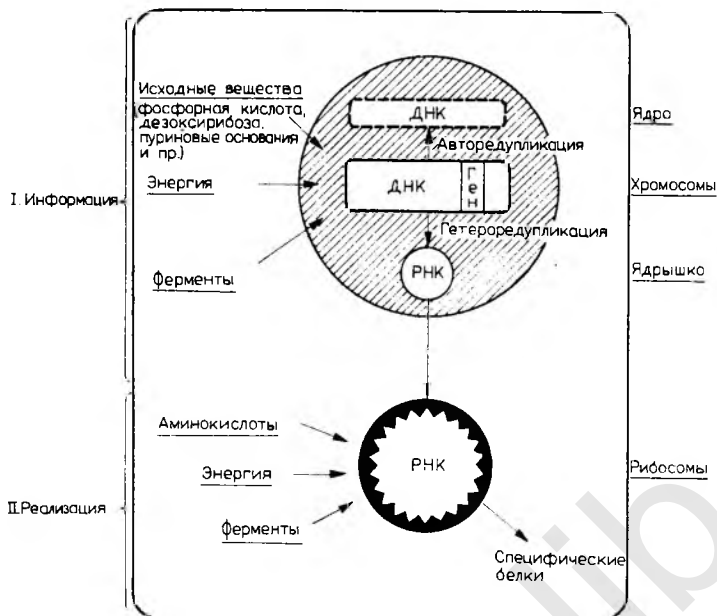 Исходные вещества
(фосфорная кислота,
дезоксирибоза,
пуриновые основания
и пр.)
ДНК
Ядро
Авторедупликация
I. Информация
Энергия
ДНК
Ген
Хромосомы
Гетероредупликация
ферменты
РНК
Ядрышко
Аминокислоты
Энергия
РНК
Рибосомы
II. Реализация
ферменты
Специфические
белки